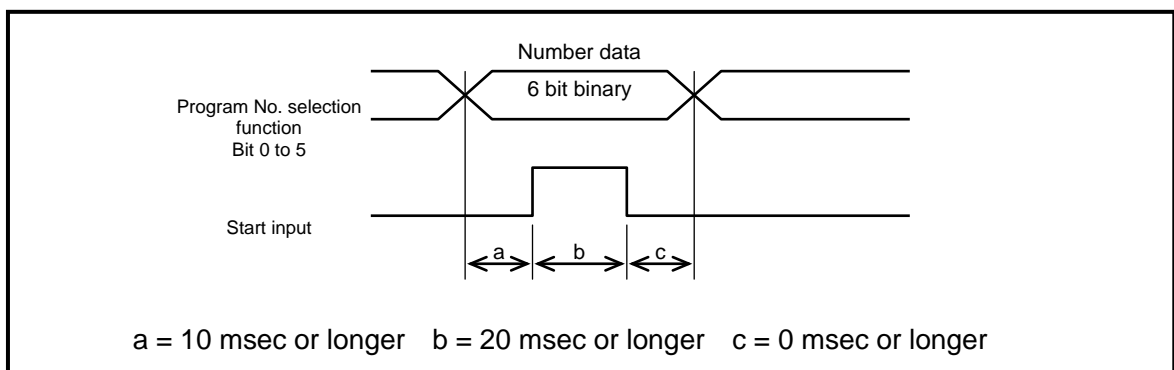 Number data
6 bit binary
Program No. selection
function
Bit 0 to 5
Start input
a b c
a = 10 msec or longer b = 20 msec or longer c = 0 msec or longer